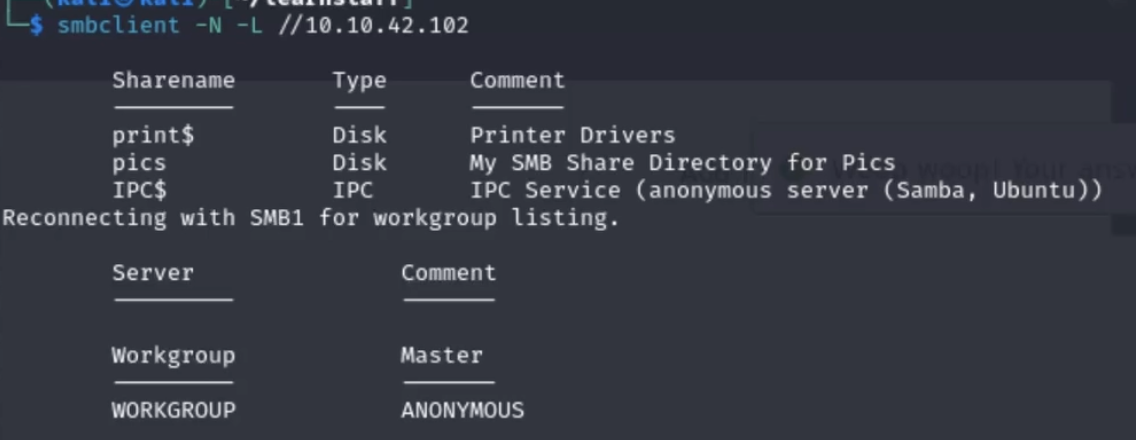 └─$ smbclient -N -L //10.10.42.102
Sharename Type Comment
print$ Disk Printer Drivers
pics Disk My SMB Share Directory for Pics
IPC$ IPC IPC Service (anonymous server (Samba, Ubuntu))
Reconnecting with SMB1 for workgroup listing.
Server Comment
Workgroup Master
WORKGROUP ANONYMOUS